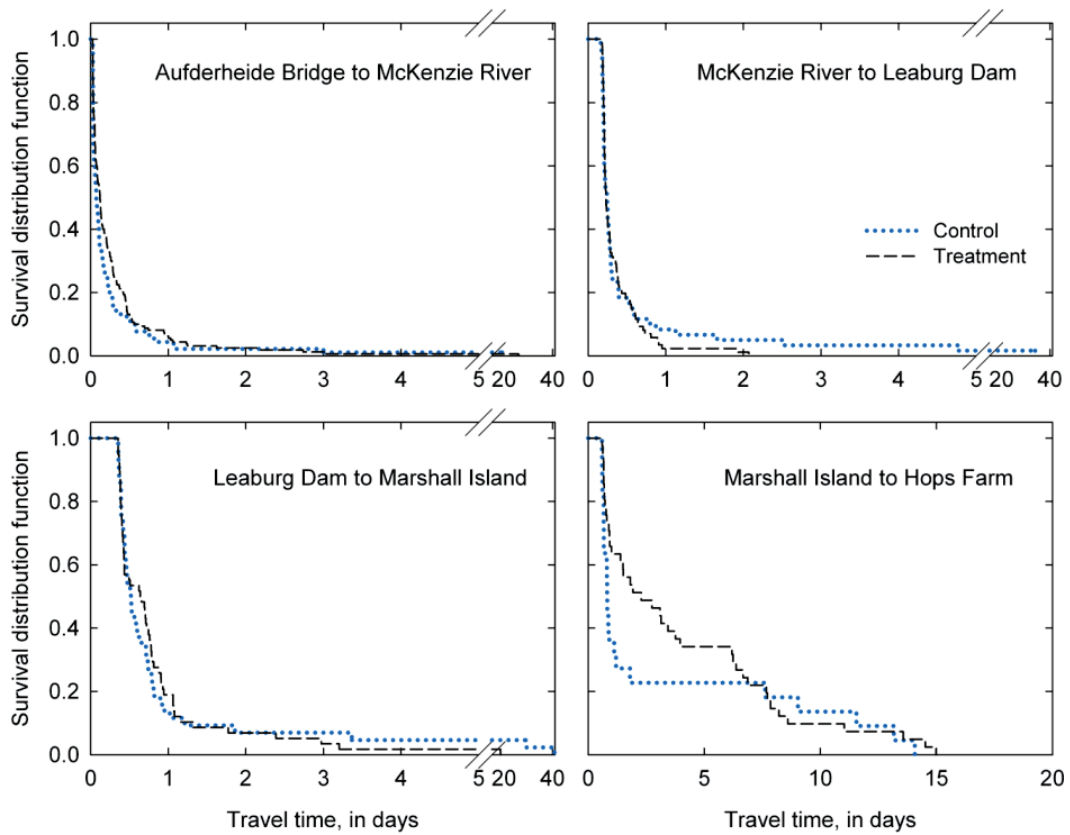 Aufderheide Bridge to McKenzie River
Survival distribution function
1.0
0.8
0.6
0.4
0.2
0.0
0 1 2 3 4 5 20 40
McKenzie River to Leaburg Dam
Control
Treatment
0 1 2 3 4 5 20 40
Leaburg Dam to Marshall Island
Survival distribution function
1.0
0.8
0.6
0.4
0.2
0.0
0 1 2 3 4 5 20 40
Travel time, in days
Marshall Island to Hops Farm
0 5 10 15 20
Travel time, in days